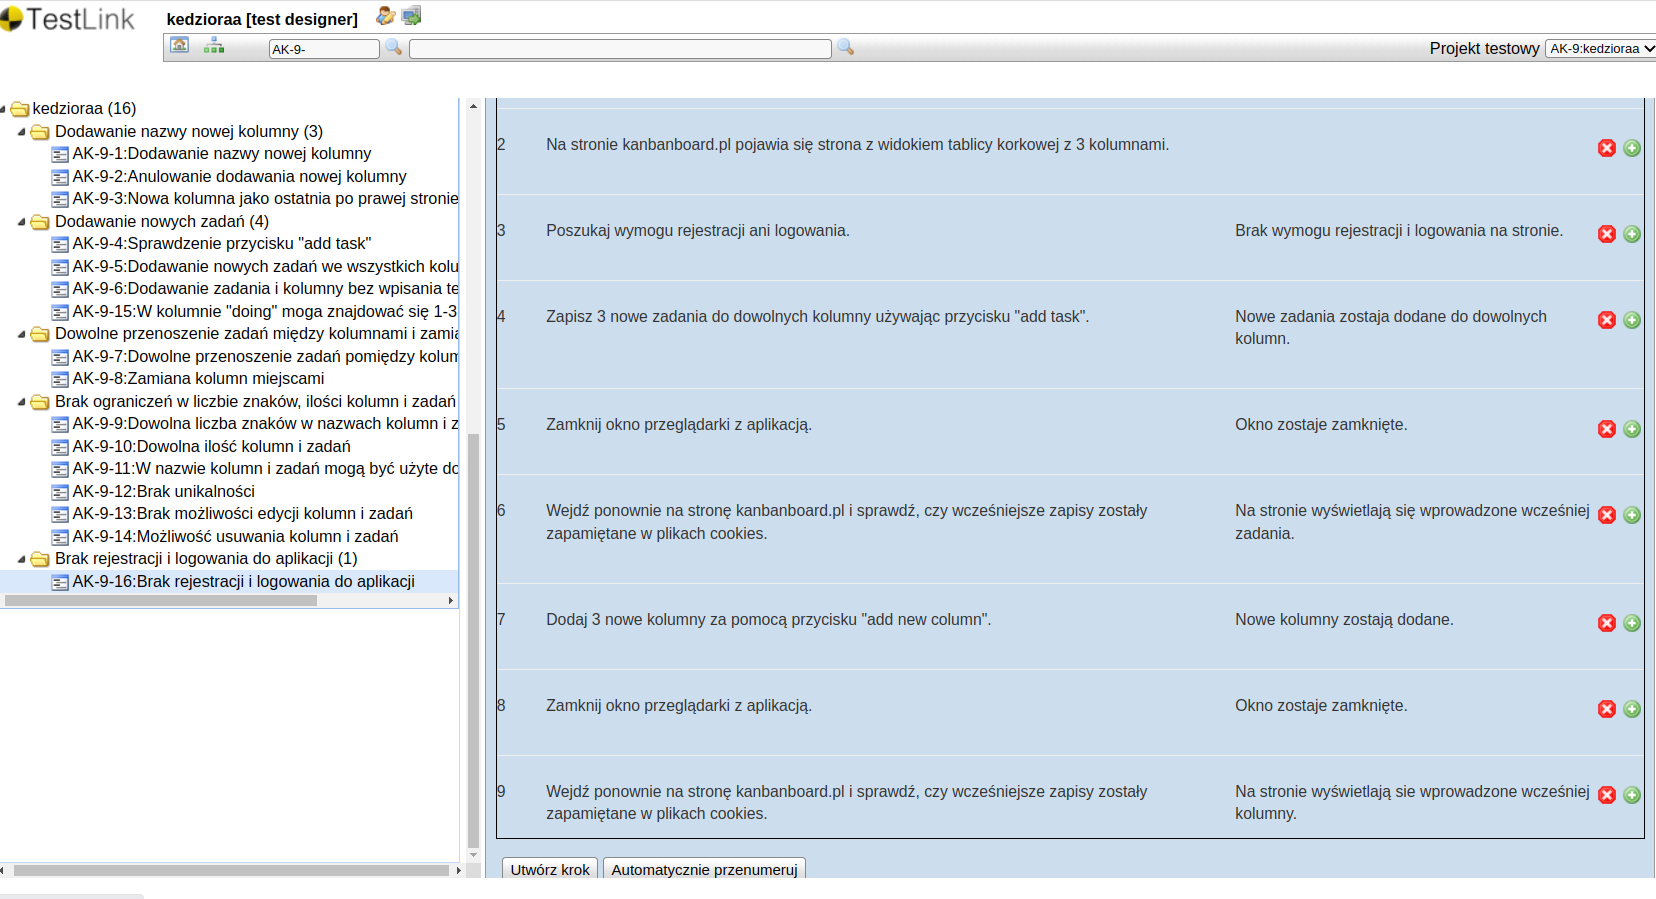 TestLink
kedzioraa [test designer]
AK-9-
Projekt testowy AK-9:kedzioraa
kedzioraa (16)
Dodawanie nazwy nowej kolumny (3)
AK-9-1:Dodawanie nazwy nowej kolumny
AK-9-2:Anulowanie dodawania nowej kolumny
AK-9-3:Nowa kolumna jako ostatnia po prawej stronie
Dodawanie nowych zadań (4)
AK-9-4:Sprawdzenie przycisku "add task"
AK-9-5:Dodawanie nowych zadań we wszystkich kolu
AK-9-6:Dodawanie zadania i kolumny bez wpisania te
AK-9-15:W kolumnie "doing" moga znajdować się 1-3
Dowolne przenoszenie zadań między kolumnami i zamia
AK-9-7:Dowolne przenoszenie zadań pomiędzy kolum
AK-9-8:Zamiana kolumn miejscami
Brak ograniczeń w liczbie znaków, ilości kolumn i zadań
AK-9-9:Dowolna liczba znaków w nazwach kolumn i z
AK-9-10:Dowolna ilość kolumn i zadań
AK-9-11:W nazwie kolumn i zadań mogą być użyte do
AK-9-12:Brak unikalności
AK-9-13:Brak możliwości edycji kolumn i zadań
AK-9-14:Możliwość usuwania kolumn i zadań
Brak rejestracji i logowania do aplikacji (1)
AK-9-16:Brak rejestracji i logowania do aplikacji
2 Na stronie kanbanboard.pl pojawia się strona z widokiem tablicy korkowej z 3 kolumnami.
3 Poszukaj wymogu rejestracji ani logowania. Brak wymogu rejestracji i logowania na stronie.
4 Zapisz 3 nowe zadania do dowolnych kolumny używając przycisku "add task". Nowe zadania zostaja dodane do dowolnych
kolumn.
5 Zamknij okno przeglądarki z aplikacją. Okno zostaje zamknięte.
6 Wejdź ponownie na stronę kanbanboard.pl i sprawdź, czy wcześniejsze zapisy zostały Na stronie wyświetlają się wprowadzone wcześniej
zapamiętane w plikach cookies. zadania.
7 Dodaj 3 nowe kolumny za pomocą przycisku "add new column". Nowe kolumny zostają dodane.
8 Zamknij okno przeglądarki z aplikacją. Okno zostaje zamknięte.
9 Wejdź ponownie na stronę kanbanboard.pl i sprawdź, czy wcześniejsze zapisy zostały Na stronie wyświetlają sie wprowadzone wcześniej
zapamiętane w plikach cookies. kolumny.
Utwórz krok Automatycznie przenumeruj